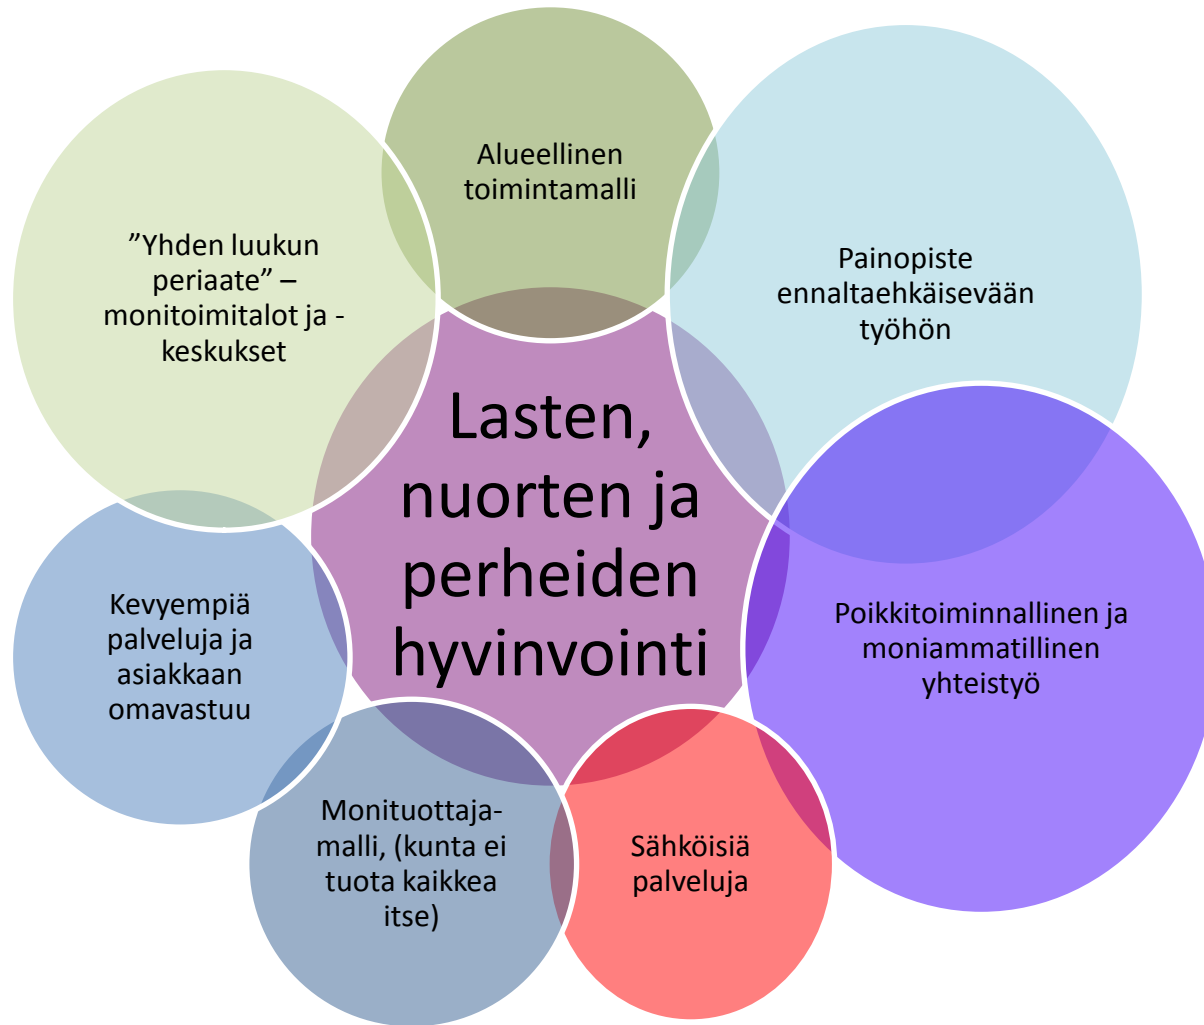 Alueellinen
toimintamalli
”Yhden luukun
periaate” –
monitoimitalot ja -
keskukset
Painopiste
ennaltaehkäisevään
työhön
Lasten,
nuorten ja
perheiden
hyvinvointi
Kevyempiä
palveluja ja
asiakkaan
omavastuu
Poikkitoiminnallinen ja
moniammatillinen
yhteistyö
Monituottaja-
malli, (kunta ei
tuota kaikkea
itse)
Sähköisiä
palveluja